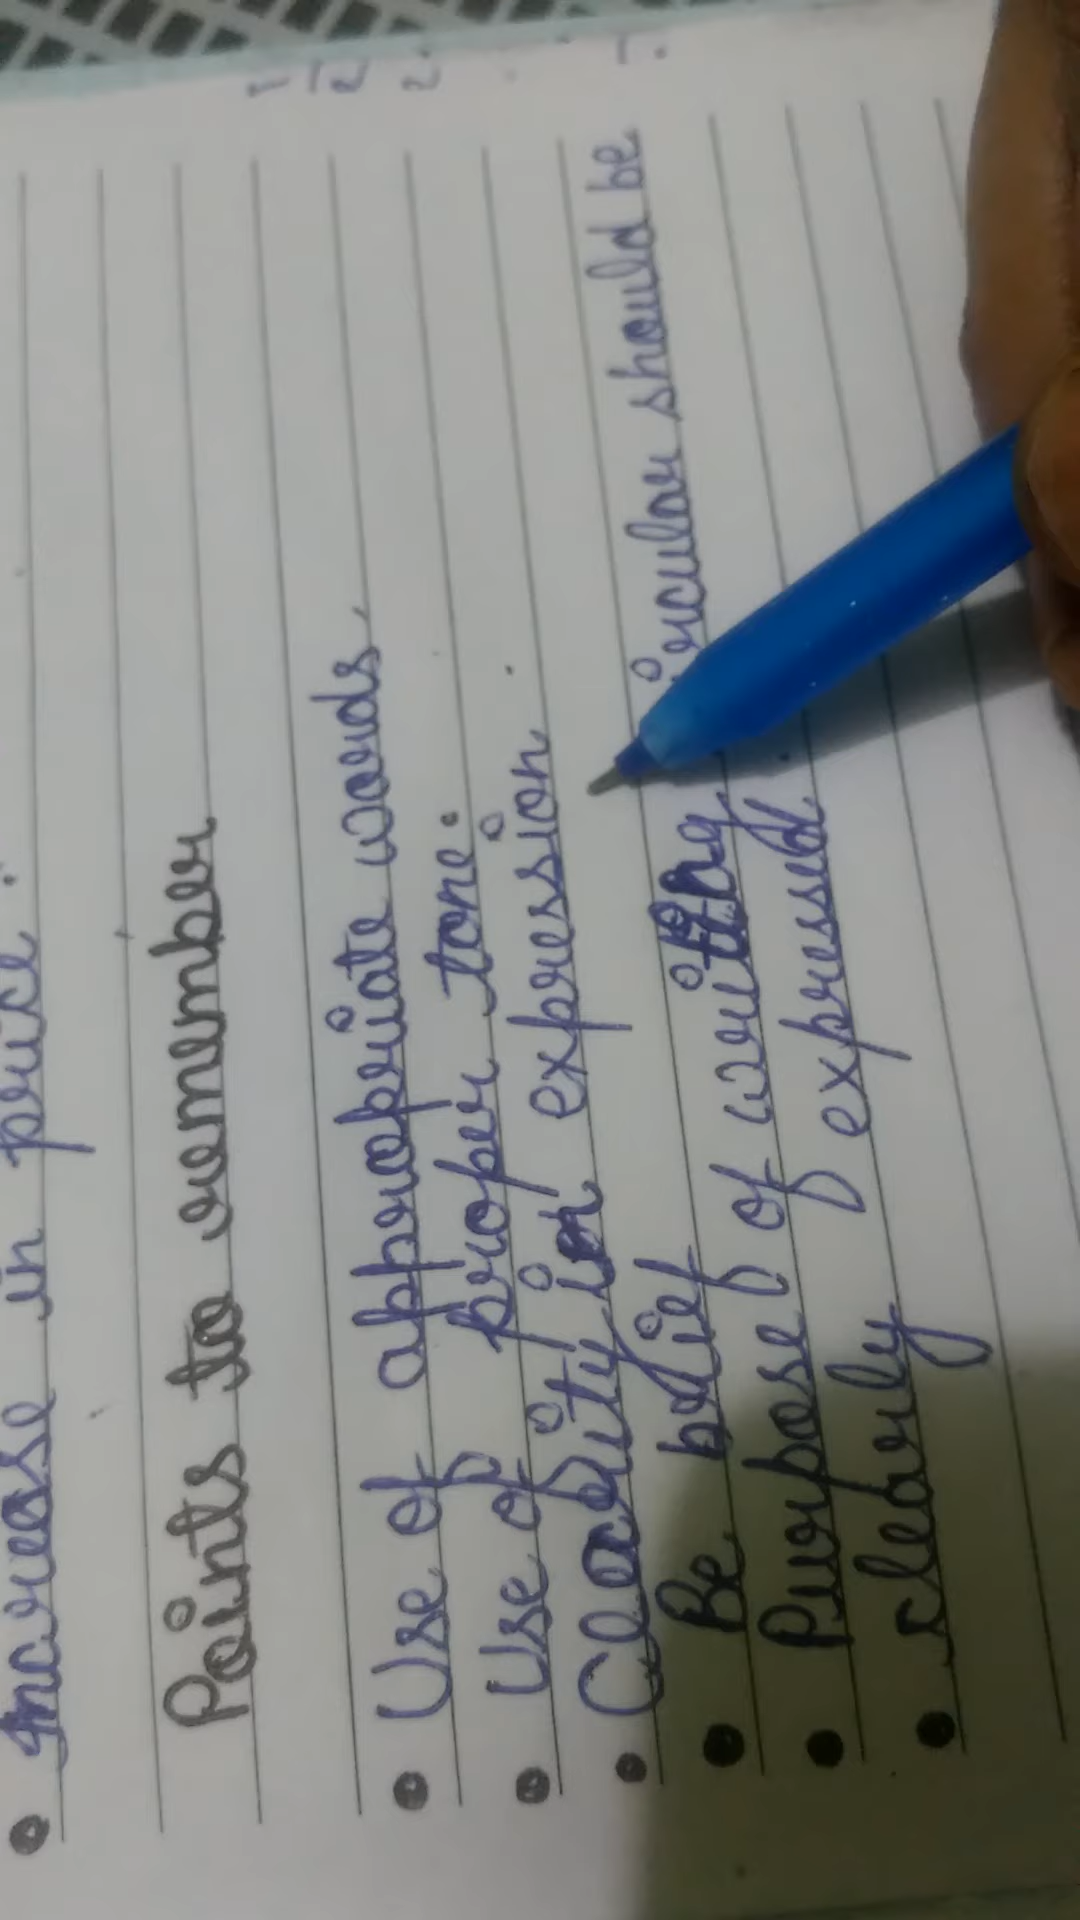 Increase in price.
Points to remember
Use of appropriate words.
Use of proper tone.
Clearity in expression
Be brief
Purpose of writing circular should be
expressed
clearly